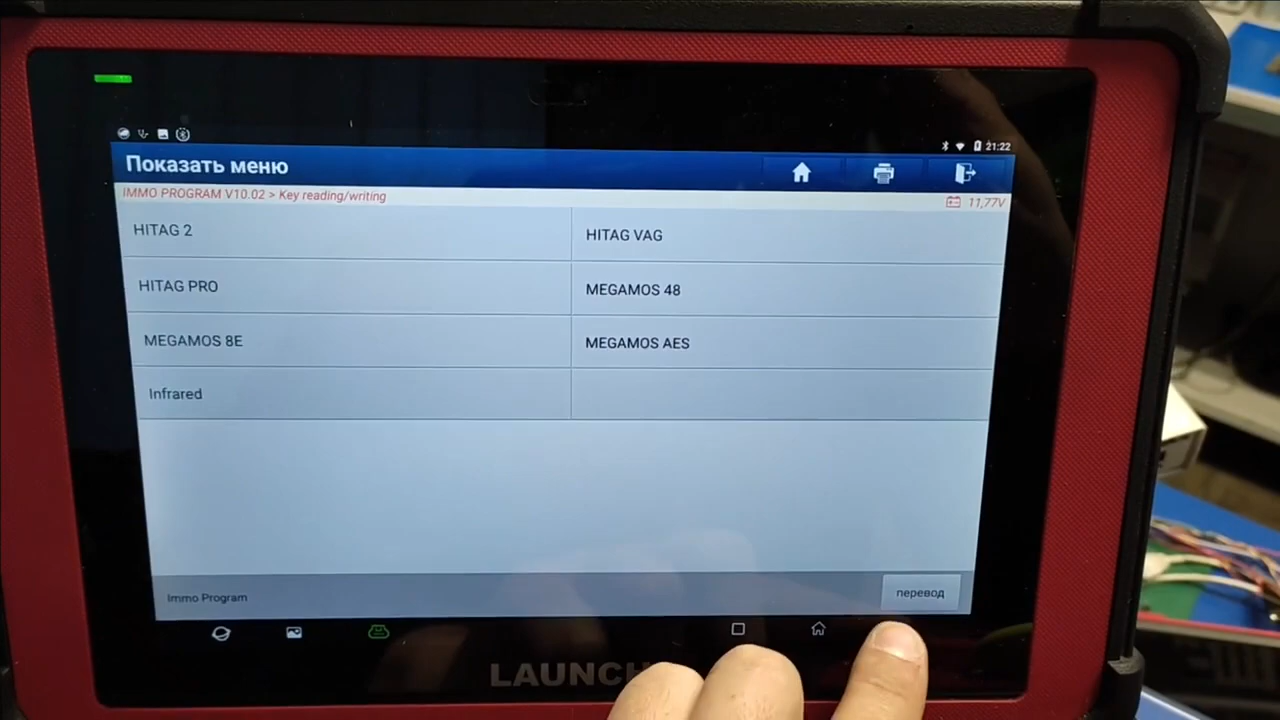 21:22
Показать меню
IMMO PROGRAM V10.02 > Key reading/writing
11,77V
HITAG 2
HITAG VAG
HITAG PRO
MEGAMOS 48
MEGAMOS 8E
MEGAMOS AES
Infrared
Immo Program
перевод
LAUNCH